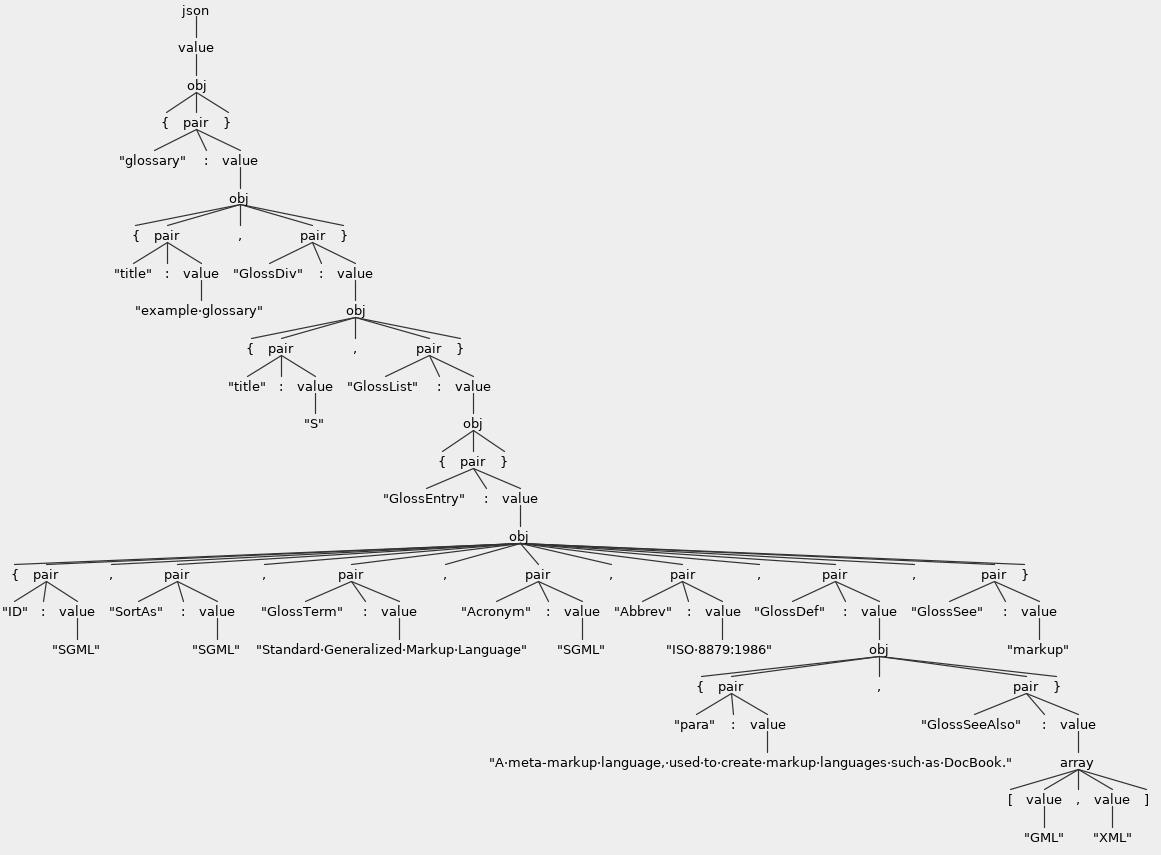 json
value
obj
{ pair }
"glossary" : value
obj
{ pair , pair }
"title" : value "GlossDiv" : value
"example·glossary" obj
{ pair , pair }
"title" : value "GlossList" : value
"S" obj
{ pair }
"GlossEntry" : value
obj
{ pair , pair , pair , pair , pair , pair , pair }
"ID" : value "SortAs" : value "GlossTerm" : value "Acronym" : value "Abbrev" : value "GlossDef" : value "GlossSee" : value
"SGML" "SGML" "Standard·Generalized·Markup·Language" "SGML" "ISO·8879:1986" obj "markup"
{ pair , pair }
"para" : value "GlossSeeAlso" : value
"A·meta-markup·language,·used·to·create·markup·languages·such·as·DocBook." array
[ value , value ]
"GML" "XML"